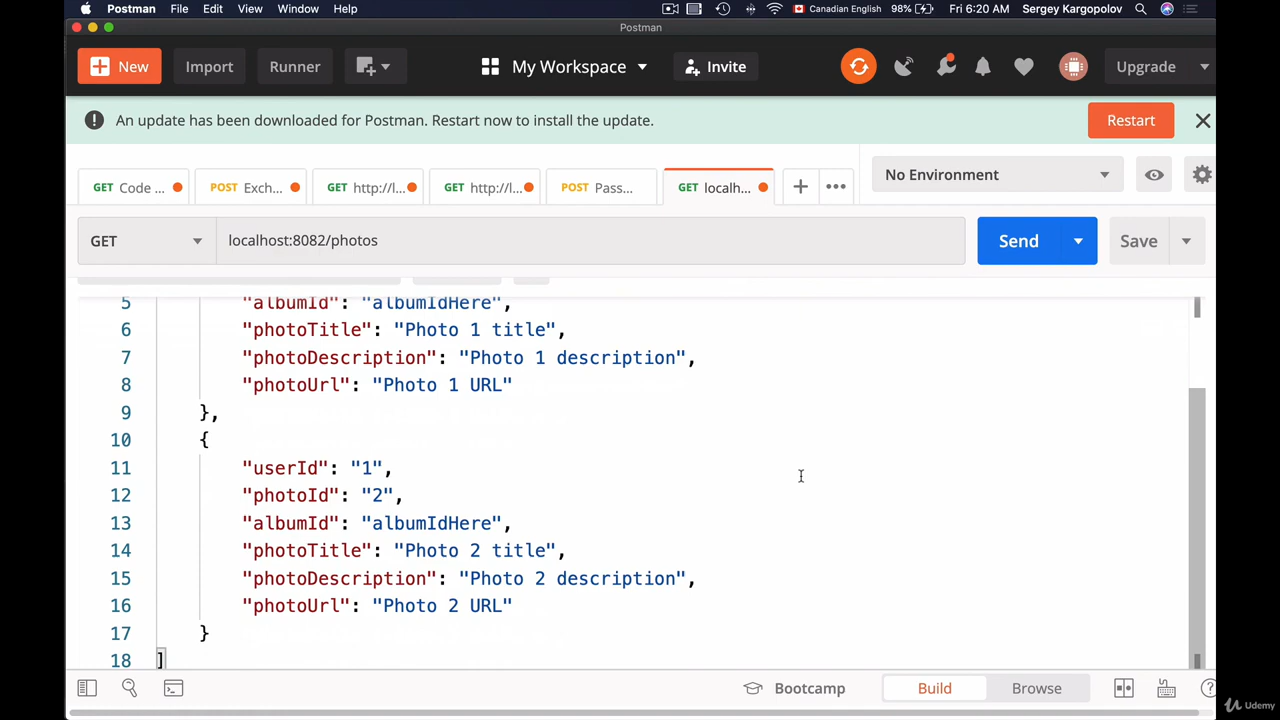 Postman File Edit View Window Help Canadian English 98% Fri 6:20 AM Sergey Kargopolov
Postman
New Import Runner My Workspace Invite Upgrade
An update has been downloaded for Postman. Restart now to install the update. Restart
GET Code ... POST Exch... GET http://l... GET http://l... POST Pass... GET localh... No Environment
GET localhost:8082/photos Send Save
5 "albumId": "albumIdHere",
6 "photoTitle": "Photo 1 title",
7 "photoDescription": "Photo 1 description",
8 "photoUrl": "Photo 1 URL"
9 },
10 {
11 "userId": "1",
12 "photoId": "2",
13 "albumId": "albumIdHere",
14 "photoTitle": "Photo 2 title",
15 "photoDescription": "Photo 2 description",
16 "photoUrl": "Photo 2 URL"
17 }
18 ]
Bootcamp Build Browse
Udemy